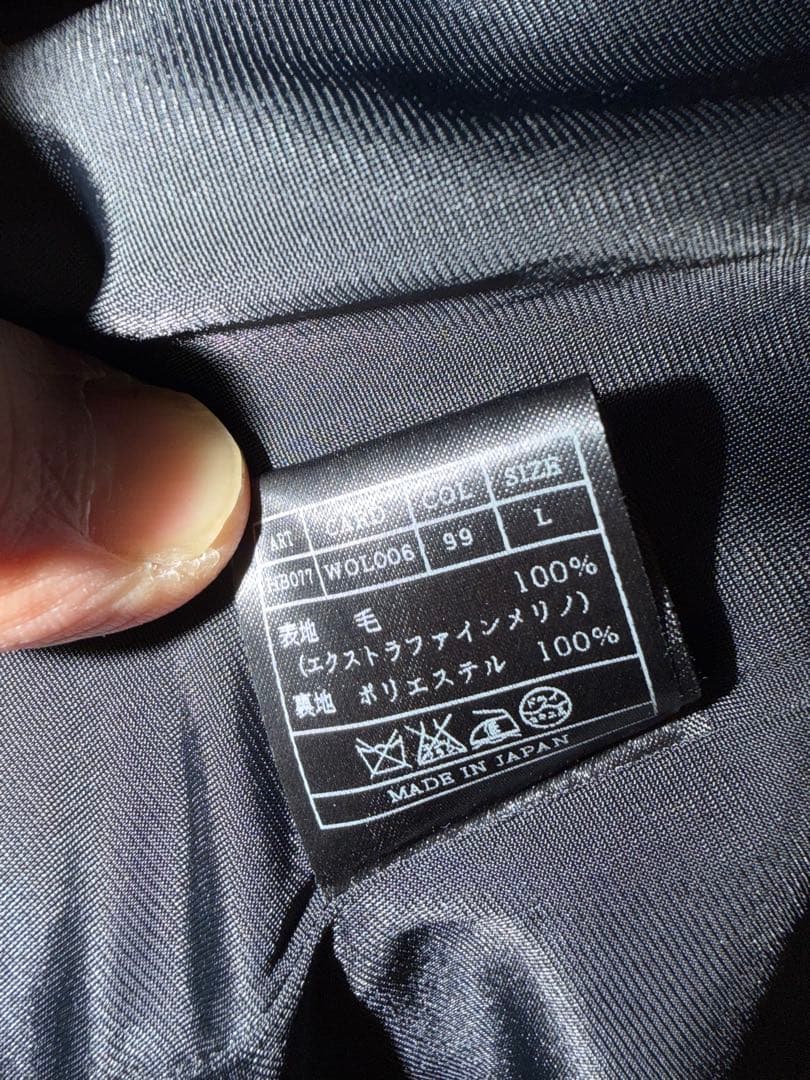 ART CARD COL SIZE
WOL006 99 L
表地 毛 100%
(エクストラファインメリノ)
裏地 ポリエステル 100%
MADE IN JAPAN